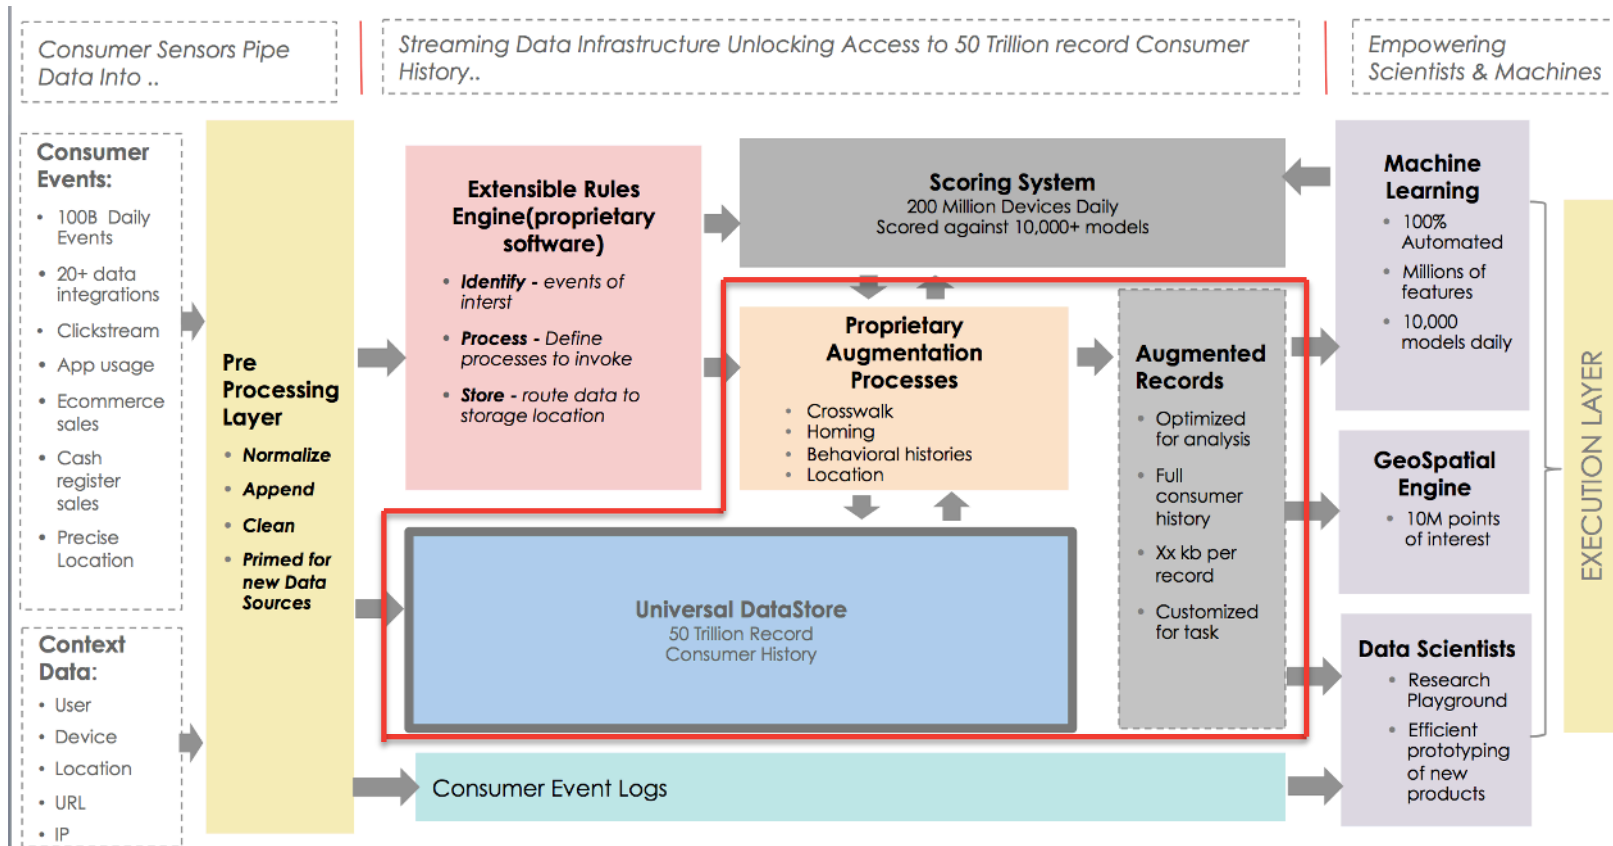 Consumer Sensors Pipe
Data Into ..
Streaming Data Infrastructure Unlocking Access to 50 Trillion record Consumer
History..
Empowering
Scientists & Machines
Consumer
Events:
• 100B Daily
Events
• 20+ data
integrations
• Clickstream
• App usage
• Ecommerce
sales
• Cash
register
sales
• Precise
Location
Context
Data:
• User
• Device
• Location
• URL
• IP
Pre
Processing
Layer
• Normalize
• Append
• Clean
• Primed for
new Data
Sources
Extensible Rules
Engine(proprietary
software)
• Identify - events of
interst
• Process - Define
processes to invoke
• Store - route data to
storage location
Scoring System
200 Million Devices Daily
Scored against 10,000+ models
Proprietary
Augmentation
Processes
• Crosswalk
• Homing
• Behavioral histories
• Location
Universal DataStore
50 Trillion Record
Consumer History
Augmented
Records
• Optimized
for analysis
• Full
consumer
history
• Xx kb per
record
• Customized
for task
Consumer Event Logs
Machine
Learning
• 100%
Automated
• Millions of
features
• 10,000
models daily
GeoSpatial
Engine
• 10M points
of interest
Data Scientists
• Research
Playground
• Efficient
prototyping
of new
products
EXECUTION LAYER